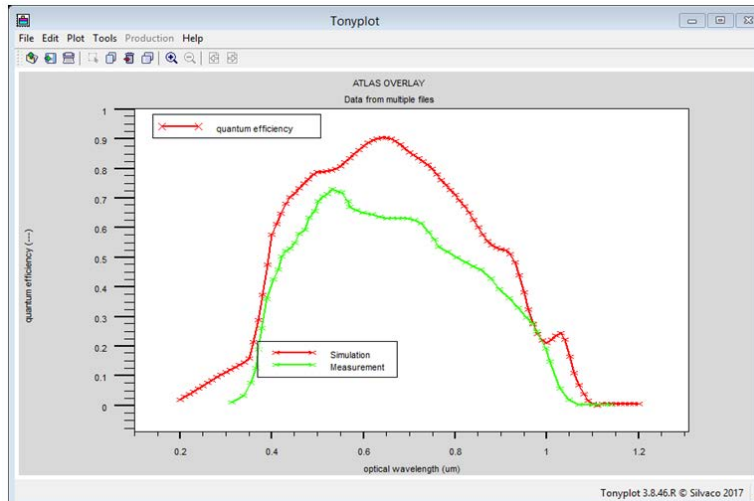 Tonyplot
File Edit Plot Tools Production Help
ATLAS OVERLAY
Data from multiple files
quantum efficiency
1
0.9
0.8
0.7
0.6
0.5
0.4
0.3
0.2
0.1
0
quantum efficiency (---)
Simulation
Measurement
0.2 0.4 0.6 0.8 1 1.2
optical wavelength (um)
Tonyplot 3.8.46.R © Silvaco 2017